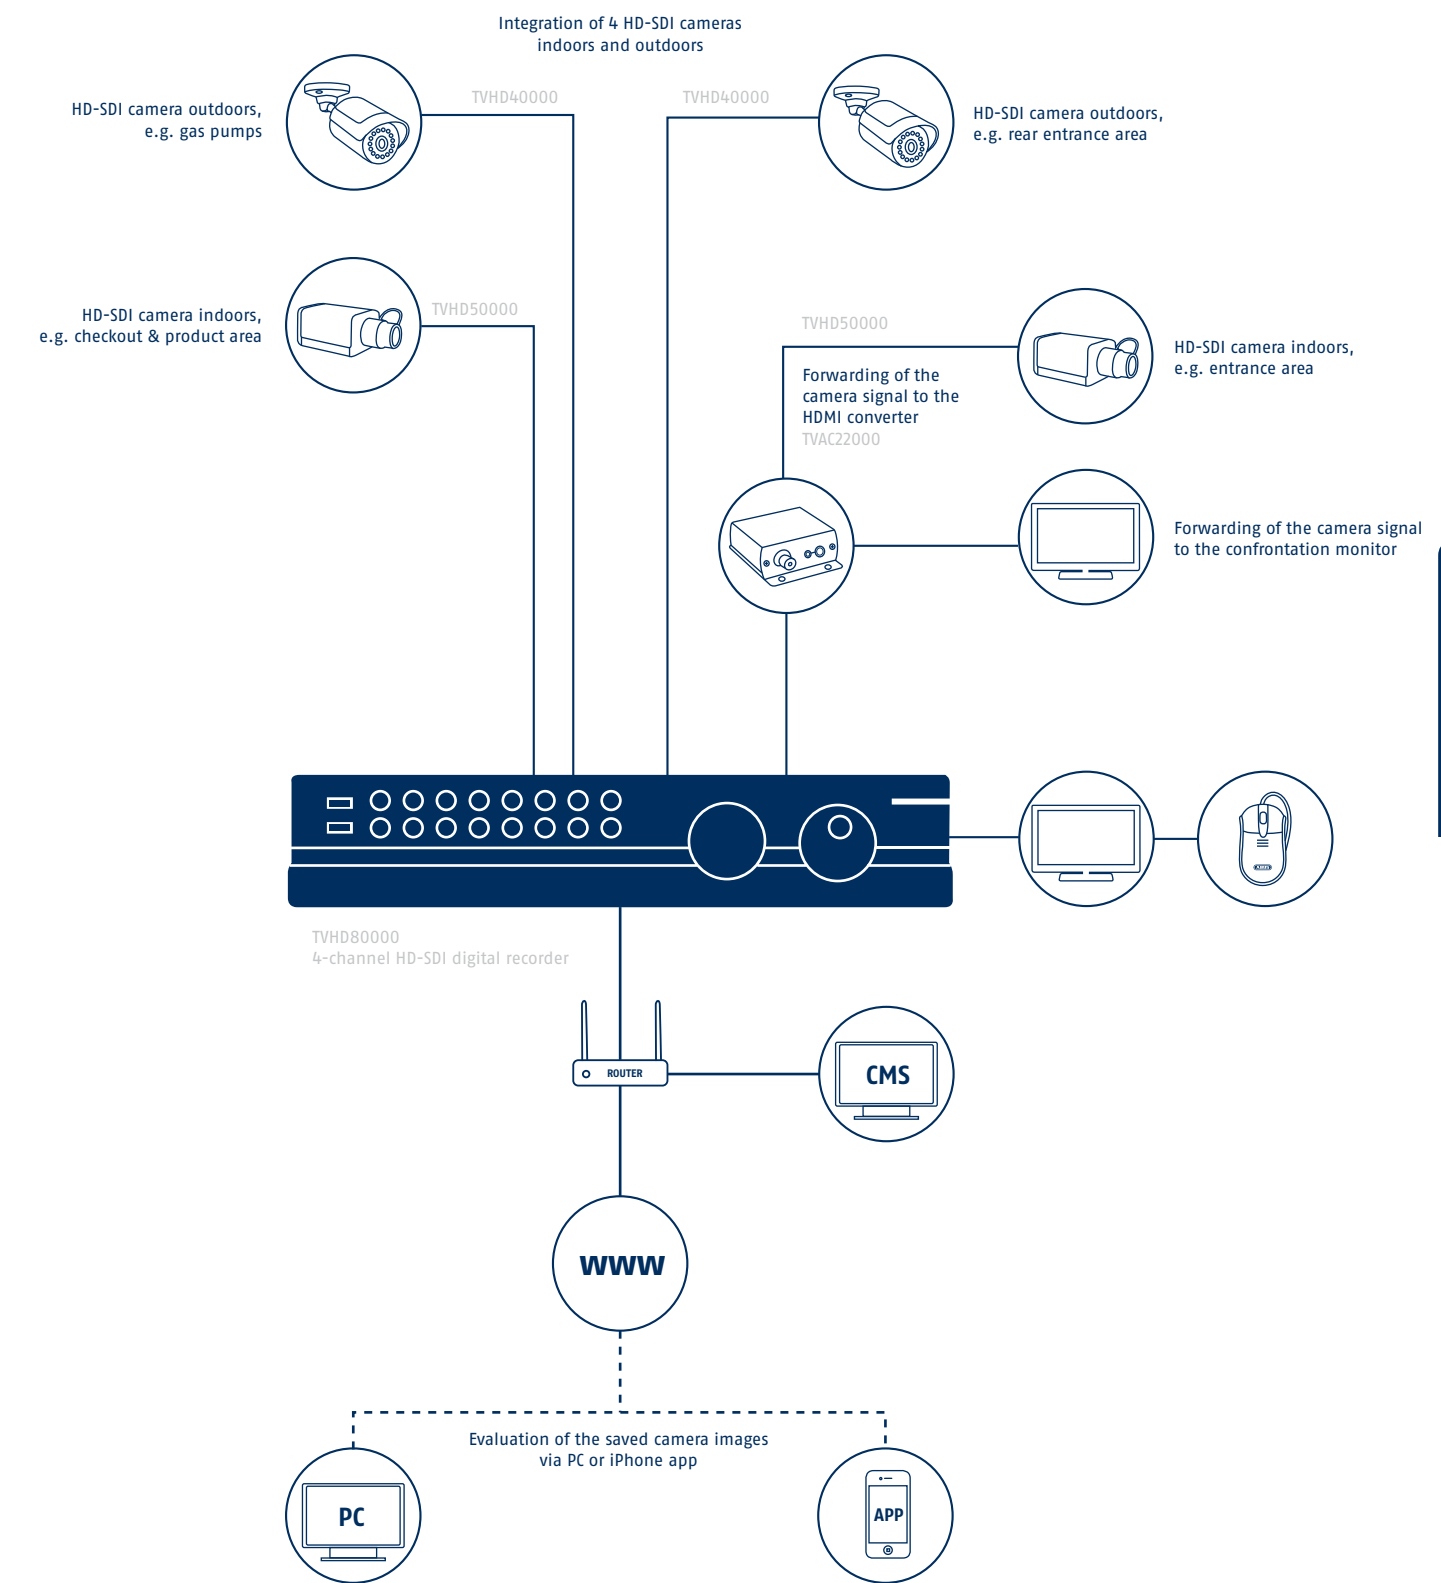 Integration of 4 HD-SDI cameras
indoors and outdoors
HD-SDI camera outdoors,
e.g. gas pumps
TVHD40000
TVHD40000
HD-SDI camera outdoors,
e.g. rear entrance area
HD-SDI camera indoors,
e.g. checkout & product area
TVHD50000
TVHD50000
HD-SDI camera indoors,
e.g. entrance area
Forwarding of the
camera signal to the
HDMI converter
TVAC22000
Forwarding of the camera signal
to the confrontation monitor
TVHD80000
4-channel HD-SDI digital recorder
ROUTER
CMS
www
Evaluation of the saved camera images
via PC or iPhone app
PC
APP